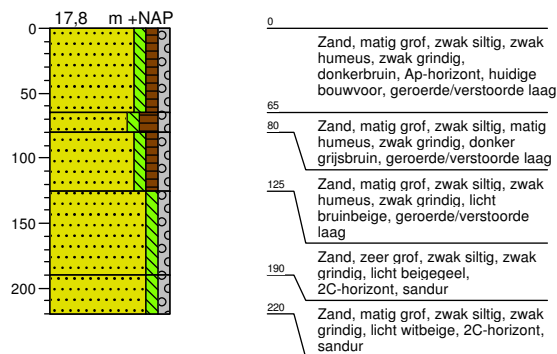 17,8 m +NAP
0
50
100
150
200
0
Zand, matig grof, zwak siltig, zwak
humeus, zwak grindig,
donkerbruin, Ap-horizont, huidige
bouwvoor, geroerde/verstoorde laag
65
Zand, matig grof, zwak siltig, matig
humeus, zwak grindig, donker
grijsbruin, geroerde/verstoorde laag
80
Zand, matig grof, zwak siltig, zwak
humeus, zwak grindig, licht
bruinbeige, geroerde/verstoorde
laag
125
Zand, zeer grof, zwak siltig, zwak
grindig, licht beigegeel,
2C-horizont, sandur
190
Zand, matig grof, zwak siltig, zwak
grindig, licht witbeige, 2C-horizont,
sandur
220